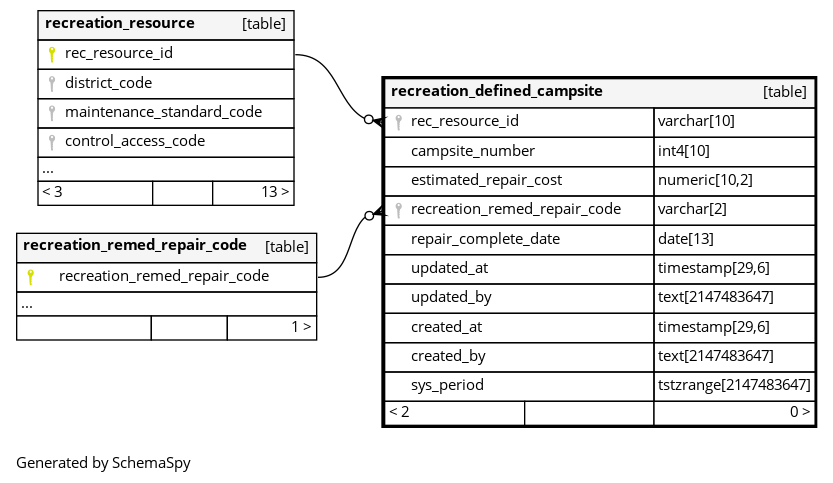 recreation_resource [table]
rec_resource_id
district_code
maintenance_standard_code
control_access_code
...
< 3 13 >
recreation_remed_repair_code [table]
recreation_remed_repair_code
...
1 >
recreation_defined_campsite [table]
rec_resource_id varchar[10]
campsite_number int4[10]
estimated_repair_cost numeric[10,2]
recreation_remed_repair_code varchar[2]
repair_complete_date date[13]
updated_at timestamp[29,6]
updated_by text[2147483647]
created_at timestamp[29,6]
created_by text[2147483647]
sys_period tstzrange[2147483647]
< 2 0 >
Generated by SchemaSpy